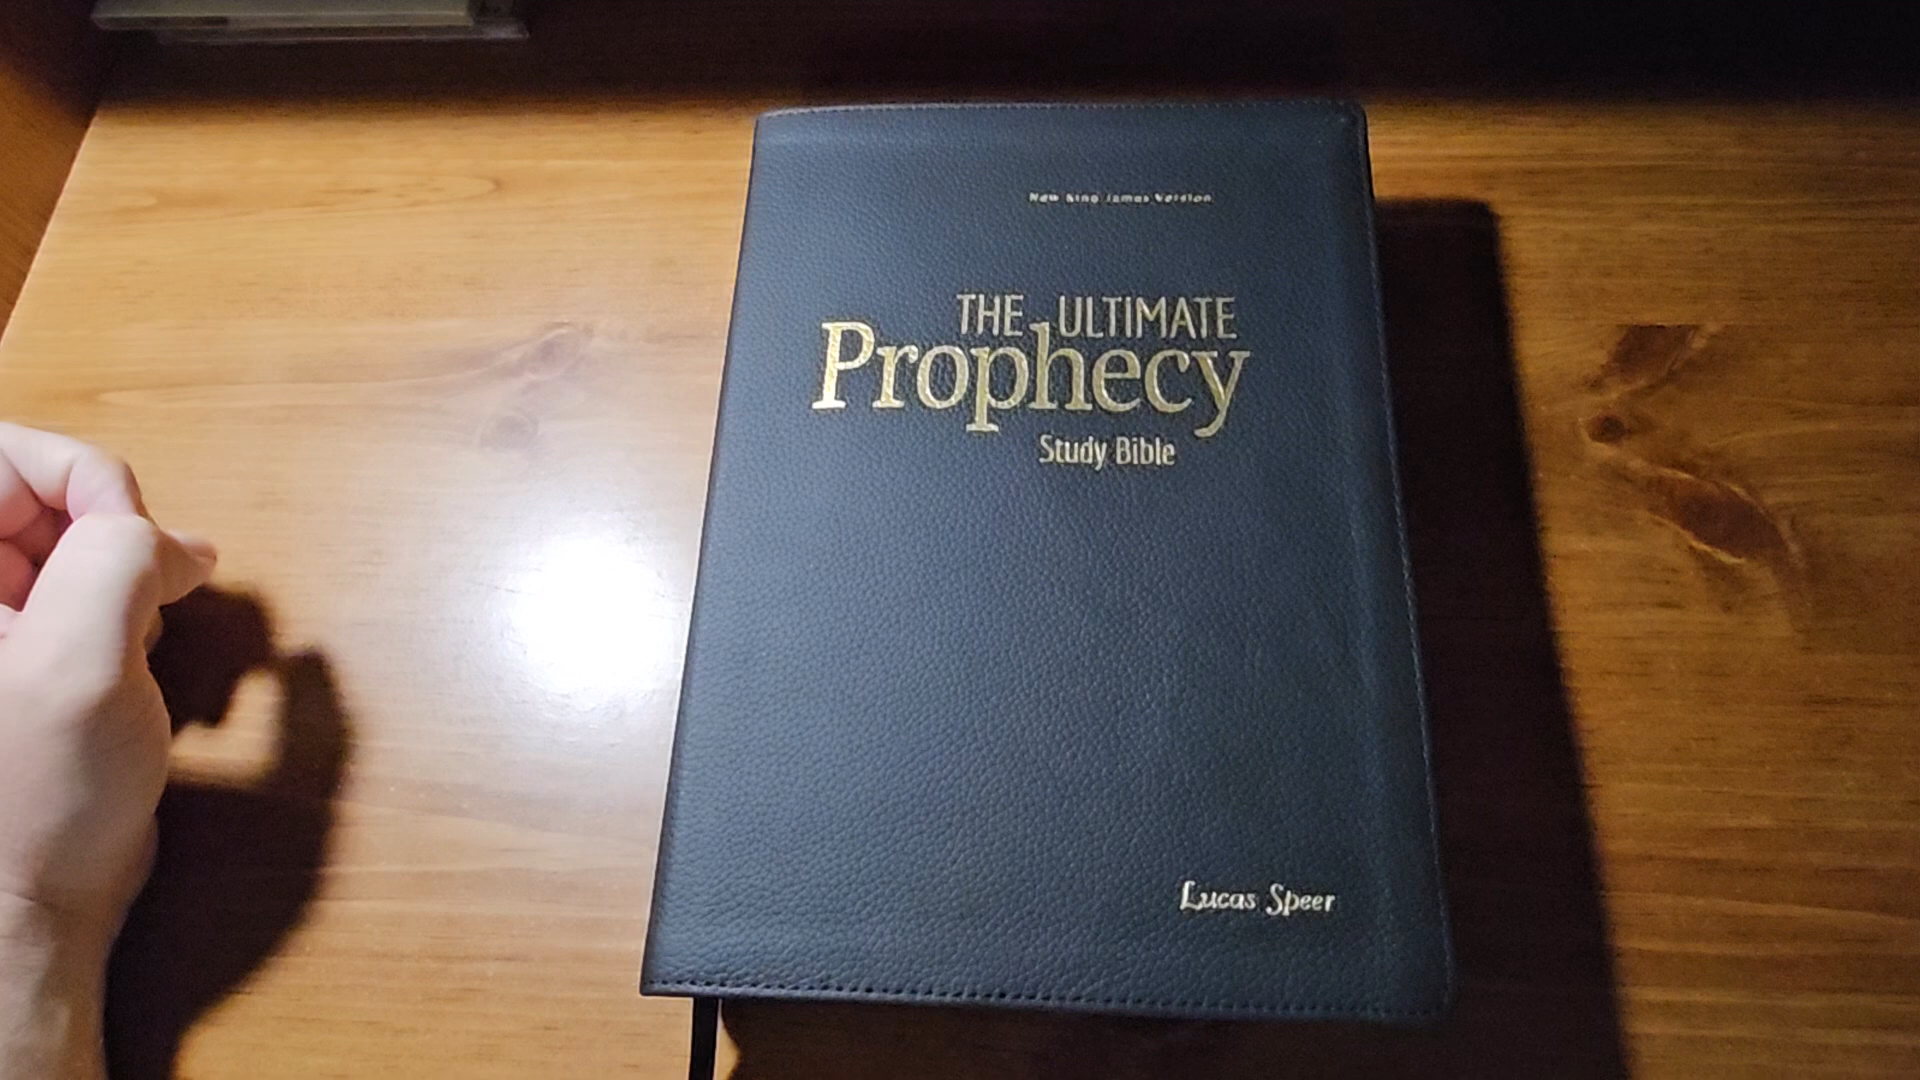 New King James Version
THE ULTIMATE
Prophecy
Study Bible
Lucas Speer